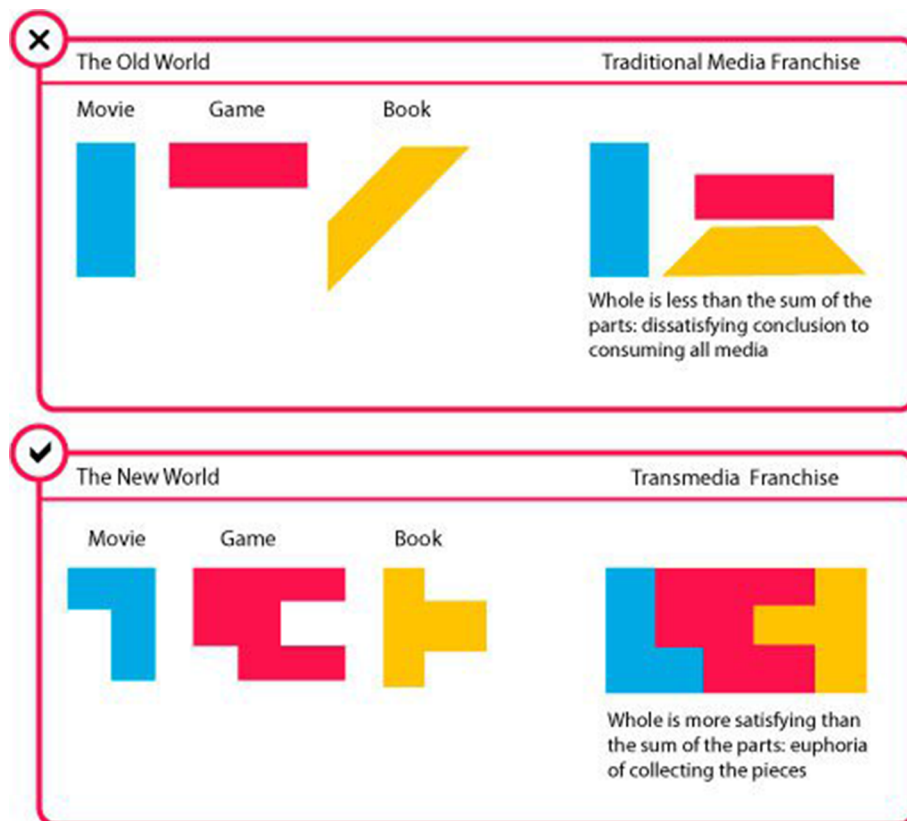 The Old World
Traditional Media Franchise
Movie
Game
Book
Whole is less than the sum of the
parts: dissatisfying conclusion to
consuming all media
The New World
Transmedia Franchise
Movie
Game
Book
Whole is more satisfying than
the sum of the parts: euphoria
of collecting the pieces